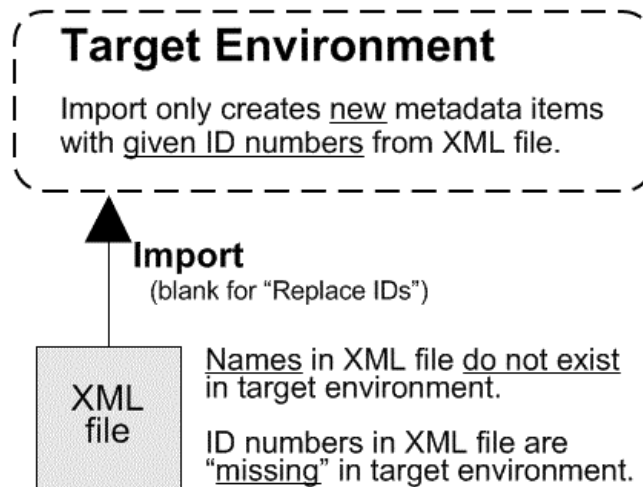 Target Environment
Import only creates new metadata items
with given ID numbers from XML file.
Import
(blank for “Replace IDs”)
XML
file
Names in XML file do not exist
in target environment.
ID numbers in XML file are
“missing” in target environment.